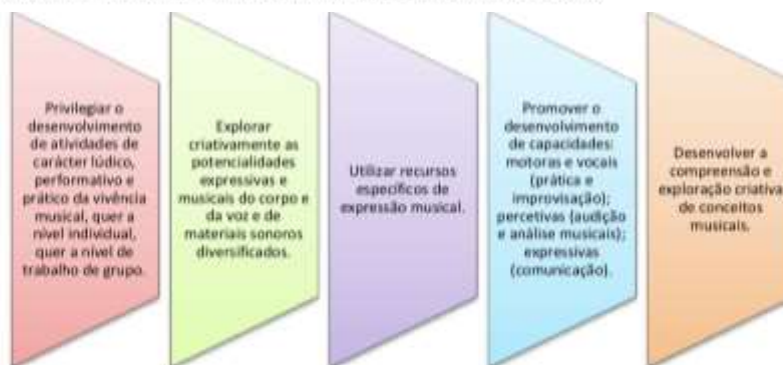 Privilegiar o
desenvolvimento
de atividades de
carácter lúdico,
performativo e
prático da vivência
musical, quer a
nível individual,
quer a nível de
trabalho de grupo.
Explorar
criativamente as
potencialidades
expressivas e
musicais do corpo e
da voz e de
materiais sonoros
diversificados.
Utilizar recursos
específicos de
expressão musical.
Promover o
desenvolvimento
de capacidades:
motoras e vocais
(prática e
improvisação);
percetivas (audição
e análise musicais);
expressivas
(comunicação).
Desenvolver a
compreensão e
exploração criativa
de conceitos
musicais.